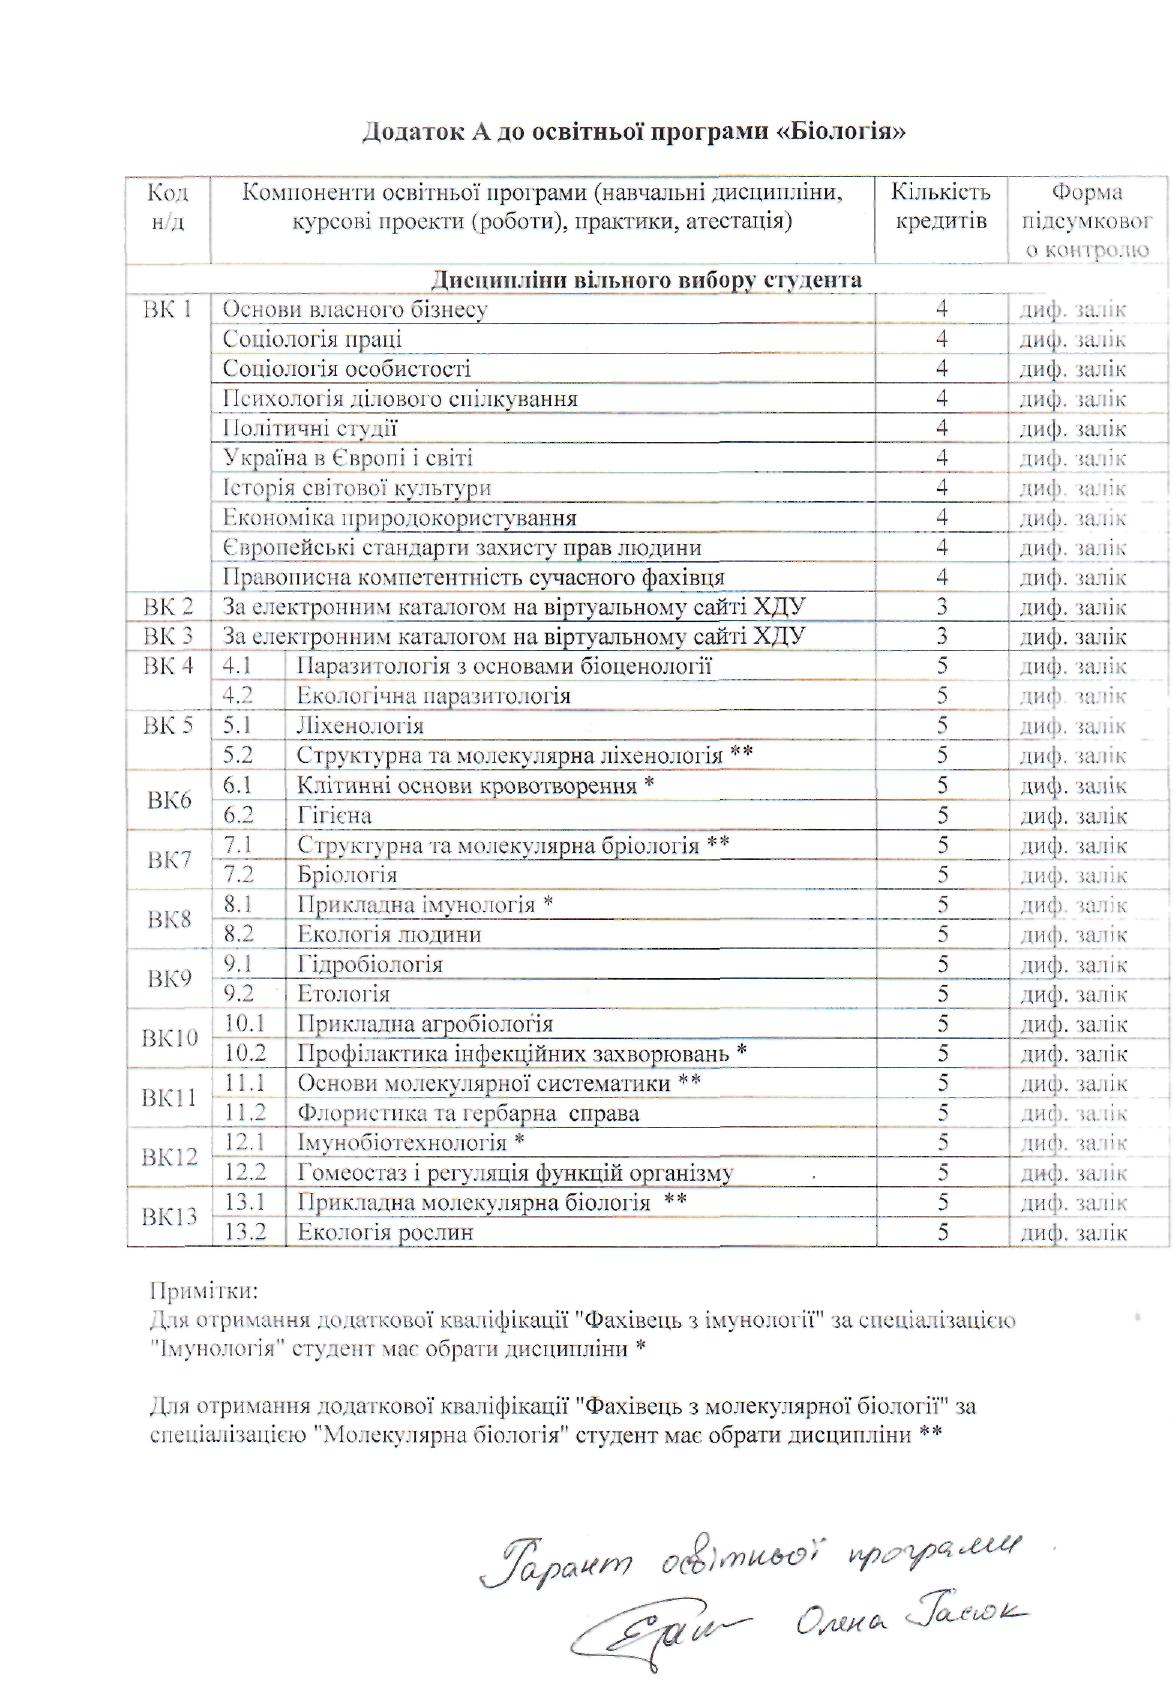 Додаток А до освітньої програми «Біологія»
Код н/д Компоненти освітньої програми (навчальні дисципліни, курсові проекти (роботи), практики, атестація) Кількість кредитів Форма підсумкового контролю
Дисципліни вільного вибору студента
ВК 1 Основи власного бізнесу 4 диф. залік
Соціологія праці 4 диф. залік
Соціологія особистості 4 диф. залік
Психологія ділового спілкування 4 диф. залік
Політичні студії 4 диф. залік
Україна в Європі і світі 4 диф. залік
Історія світової культури 4 диф. залік
Економіка природокористування 4 диф. залік
Європейські стандарти захисту прав людини 4 диф. залік
Правописна компетентність сучасного фахівця 4 диф. залік
ВК 2 За електронним каталогом на віртуальному сайті ХДУ 3 диф. залік
ВК 3 За електронним каталогом на віртуальному сайті ХДУ 3 диф. залік
ВК 4 4.1 Паразитологія з основами біоценології 5 диф. залік
4.2 Екологічна паразитологія 5 диф. залік
ВК 5 5.1 Ліхенологія 5 диф. залік
5.2 Структурна та молекулярна ліхенологія ** 5 диф. залік
ВК6 6.1 Клітинні основи кровотворення * 5 диф. залік
6.2 Гігієна 5 диф. залік
ВК7 7.1 Структурна та молекулярна бріологія ** 5 диф. залік
7.2 Бріологія 5 диф. залік
ВК8 8.1 Прикладна імунологія * 5 диф. залік
8.2 Екологія людини 5 диф. залік
ВК9 9.1 Гідробіологія 5 диф. залік
9.2 Етологія 5 диф. залік
ВК10 10.1 Прикладна агробіологія 5 диф. залік
10.2 Профілактика інфекційних захворювань * 5 диф. залік
ВК11 11.1 Основи молекулярної систематики ** 5 диф. залік
11.2 Флористика та гербарна справа 5 диф. залік
ВК12 12.1 Імунобіотехнологія * 5 диф. залік
12.2 Гомеостаз і регуляція функцій організму 5 диф. залік
ВК13 13.1 Прикладна молекулярна біологія ** 5 диф. залік
13.2 Екологія рослин 5 диф. залік
Примітки:
Для отримання додаткової кваліфікації "Фахівець з імунології" за спеціалізацією
"Імунологія" студент має обрати дисципліни *
Для отримання додаткової кваліфікації "Фахівець з молекулярної біології" за
спеціалізацією "Молекулярна біологія" студент має обрати дисципліни **
Гарант освітньої програми
Олена Гасюк